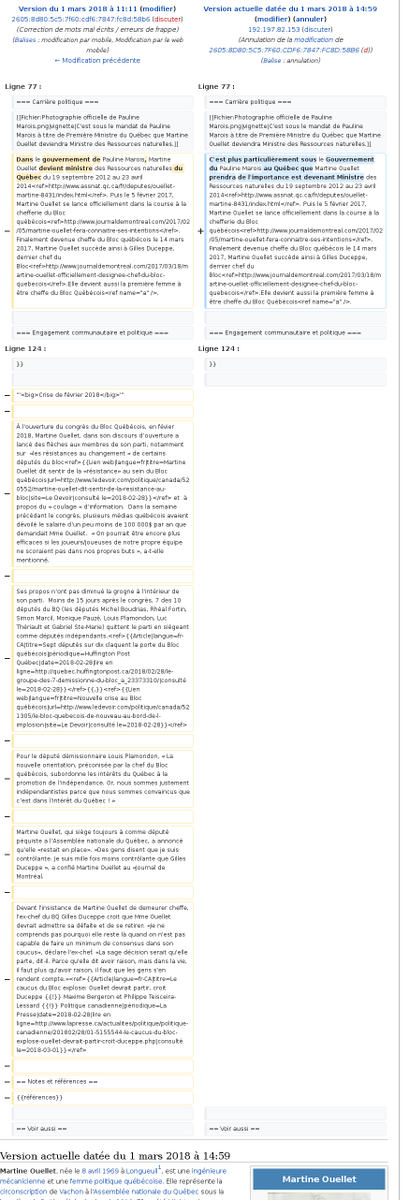 Version du 1 mars 2018 à 11:11 (modifier)
2605:8d80:5c5:7f60:cdf6:7847:fc8d:58b6 (discuter)
(Correction de mots mal écrits / erreurs de frappe)
(Balises : modification par mobile, Modification par le web
mobile)
← Modification précédente
Version actuelle datée du 1 mars 2018 à 14:59
(modifier) (annuler)
192.197.82.153 (discuter)
(Annulation de la modification de
2605:8D80:5C5:7F60:CDF6:7847:FC8D:58B6 (d))
(Balise : annulation)
Ligne 77 :
Ligne 77 :
=== Carrière politique ===
=== Carrière politique ===
[[Fichier:Photographie officielle de Pauline
Marois.png|vignette|C'est sous le mandat de Pauline
Marois à titre de Première Ministre du Québec que Martine
Ouellet deviendra Ministre des Ressources naturelles.]]
[[Fichier:Photographie officielle de Pauline
Marois.png|vignette|C'est sous le mandat de Pauline
Marois à titre de Première Ministre du Québec que Martine
Ouellet deviendra Ministre des Ressources naturelles.]]
Dans le gouvernement de Pauline Marois, Martine
Ouellet devient ministre des Ressources naturelles
du Québec du 19 septembre 2012 au 23 avril
2014<ref>http://www.assnat.qc.ca/fr/deputes/ouellet-
martine-8431/index.html</ref>. Puis le 5 février 2017,
Martine Ouellet se lance officiellement dans la course à la
chefferie du Bloc
québécois<ref>http://www.journaldemontreal.com/2017/02
/05/martine-ouellet-fera-connaitre-ses-intentions</ref>.
Finalement devenue cheffe du Bloc québécois le 14 mars
2017, Martine Ouellet succède ainsi à Gilles Duceppe,
dernier chef du
Bloc<ref>http://www.journaldemontreal.com/2017/03/18/m
artine-ouellet-officiellement-designee-chef-du-bloc-
quebecois</ref>.Elle devient aussi la première femme à
être cheffe du Bloc Québécois<ref name="a" />.
C'est plus particulièrement sous le Gouvernement
du Pauline Marois au Québec que Martine Ouellet
prendra de l'importance est devenant Ministre des
Ressources naturelles du 19 septembre 2012 au 23 avril
2014<ref>http://www.assnat.qc.ca/fr/deputes/ouellet-
martine-8431/index.html</ref>. Puis le 5 février 2017,
Martine Ouellet se lance officiellement dans la course à la
chefferie du Bloc
québécois<ref>http://www.journaldemontreal.com/2017/02
/05/martine-ouellet-fera-connaitre-ses-intentions</ref>.
Finalement devenue cheffe du Bloc québécois le 14 mars
2017, Martine Ouellet succède ainsi à Gilles Duceppe,
dernier chef du
Bloc<ref>http://www.journaldemontreal.com/2017/03/18/m
artine-ouellet-officiellement-designee-chef-du-bloc-
quebecois</ref>.Elle devient aussi la première femme à
être cheffe du Bloc Québécois<ref name="a" />.
=== Engagement communautaire et politique ===
=== Engagement communautaire et politique ===
Ligne 124 :
Ligne 124 :
}}
}}
'''<big>Crise de février 2018</big>'''
À l'ouverture du congrès du Bloc Québécois, en févier
2018, Martine Ouellet, dans son discours d'ouverture a
lancé des flèches aux membres de son parti, notamment
sur «les résistances au changement » de certains
députés du bloc<ref>{{Lien web|langue=fr|titre=Martine
Ouellet dit sentir de la «résistance» au sein du Bloc
québécois|url=http://www.ledevoir.com/politique/canada/52
0552/martine-ouellet-dit-sentir-de-la-resistance-au-
bloc|site=Le Devoir|consulté le=2018-02-28}}</ref> et à
propos du « coulage » d'information. Dans la semaine
précédant le congrès, plusieurs médias québécois avaient
dévoilé le salaire d'un peu moins de 100 000$ par an que
demandait Mme Ouellet. « On pourrait être encore plus
efficaces si les joueurs/joueuses de notre propre équipe
ne scoraient pas dans nos propres buts », a-t-elle
mentionné.
Ses propos n'ont pas diminué la grogne à l'intérieur de
son parti. Moins de 15 jours après le congrès, 7 des 10
députés du BQ (les députés Michel Boudrias, Rhéal Fortin,
Simon Marcil, Monique Pauzé, Louis Plamondon, Luc
Thériault et Gabriel Ste-Marie) quittent le parti en siégeant
comme députés indépendants.<ref>{{Article|langue=fr-
CA|titre=Sept députés sur dix claquent la porte du Bloc
québécois|périodique=Huffington Post
Québec|date=2018-02-28|lire en
ligne=http://quebec.huffingtonpost.ca/2018/02/28/le-
groupe-des-7-demissionne-du-bloc_a_23373310/|consulté
le=2018-02-28}}</ref>{{,}}<ref>{{Lien
web|langue=fr|titre=Nouvelle crise au Bloc
québécois|url=http://www.ledevoir.com/politique/canada/52
1305/le-bloc-quebecois-de-nouveau-au-bord-de-l-
implosion|site=Le Devoir|consulté le=2018-02-28}}</ref>
Pour le député démissionnaire Louis Plamondon, « La
nouvelle orientation, préconisée par la chef du Bloc
québécois, subordonne les intérêts du Québec à la
promotion de l'indépendance. Or, nous sommes justement
indépendantistes parce que nous sommes convaincus que
c'est dans l'intérêt du Québec ! »
Martine Ouellet, qui siège toujours à comme députe
péquiste a l'Assemblée nationale du Québec, a annoncé
qu'elle «restait en place». «Des gens disent que je suis
contrôlante. Je suis mille fois moins contrôlante que Gilles
Duceppe », a confié Martine Ouellet au «Journal de
Montréal.
Devant l'insistance de Martine Ouellet de demeurer cheffe,
l'ex-chef du BQ Gilles Duceppe croit que Mme Ouellet
devrait admettre sa défaite et de se retirer: «Je ne
comprends pas pourquoi elle reste là quand on n'est pas
capable de faire un minimum de consensus dans son
caucus», déclare l'ex-chef. «La sage décision serait qu'elle
parte, dit-il. Parce qu'elle dit avoir raison, mais dans la vie,
il faut plus qu'avoir raison, il faut que les gens s'en
rendent compte.»<ref>{{Article|langue=fr-CA|titre=Le
caucus du Bloc explose: Ouellet devrait partir, croit
Duceppe {{!}} Maxime Bergeron et Philippe Teisceira-
Lessard {{!}} Politique canadienne|périodique=La
Presse|date=2018-02-28|lire en
ligne=http://www.lapresse.ca/actualites/politique/politique-
canadienne/201802/28/01-5155544-le-caucus-du-bloc-
explose-ouellet-devrait-partir-croit-duceppe.php|consulté
le=2018-03-01}}</ref>
== Notes et références ==
{{références}}
== Voir aussi ==
== Voir aussi ==
Version actuelle datée du 1 mars 2018 à 14:59
Martine Ouellet, née le 8 avril 1969 à Longueuil1, est une ingénieure
mécanicienne et une femme politique québécoise. Elle représente la
circonscription de Vachon à l'Assemblée nationale du Québec sous la
Martine Ouellet